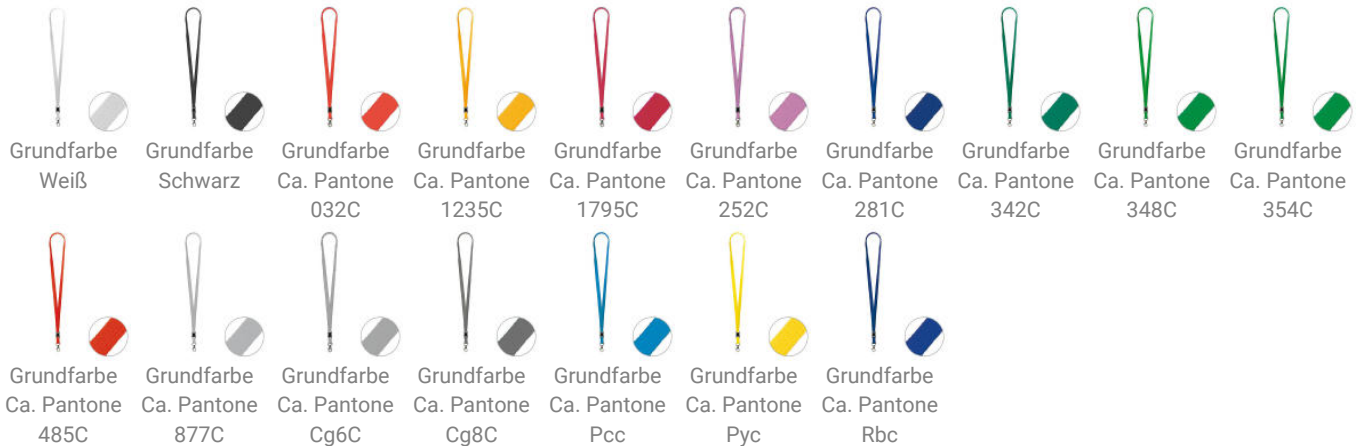 Grundfarbe
Weiß
Grundfarbe
Schwarz
Grundfarbe
Ca. Pantone
032C
Grundfarbe
Ca. Pantone
1235C
Grundfarbe
Ca. Pantone
1795C
Grundfarbe
Ca. Pantone
252C
Grundfarbe
Ca. Pantone
281C
Grundfarbe
Ca. Pantone
342C
Grundfarbe
Ca. Pantone
348C
Grundfarbe
Ca. Pantone
354C
Grundfarbe
Ca. Pantone
485C
Grundfarbe
Ca. Pantone
877C
Grundfarbe
Ca. Pantone
Cg6C
Grundfarbe
Ca. Pantone
Cg8C
Grundfarbe
Ca. Pantone
Pcc
Grundfarbe
Ca. Pantone
Pyc
Grundfarbe
Ca. Pantone
Rbc